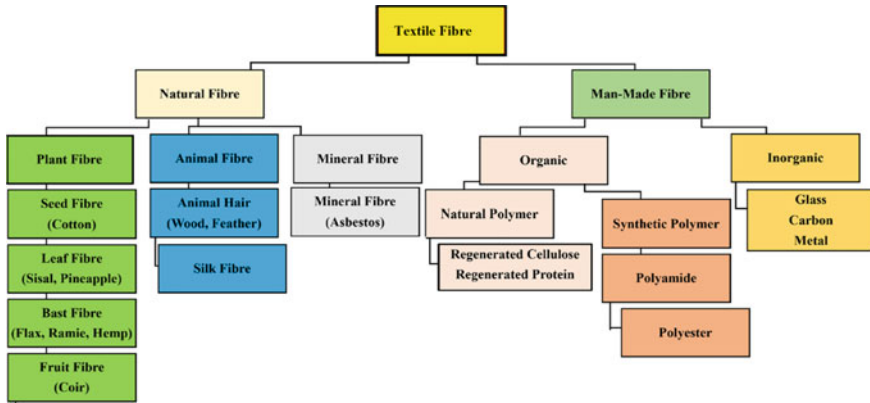 Textile Fibre
Natural Fibre
Man-Made Fibre
Plant Fibre
Animal Fibre
Mineral Fibre
Organic
Inorganic
Seed Fibre
(Cotton)
Animal Hair
(Wood, Feather)
Mineral Fibre
(Asbestos)
Natural Polymer
Synthetic Polymer
Glass
Carbon
Metal
Leaf Fibre
(Sisal, Pineapple)
Silk Fibre
Regenerated Cellulose
Regenerated Protein
Polyamide
Bast Fibre
(Flax, Ramie, Hemp)
Polyester
Fruit Fibre
(Coir)